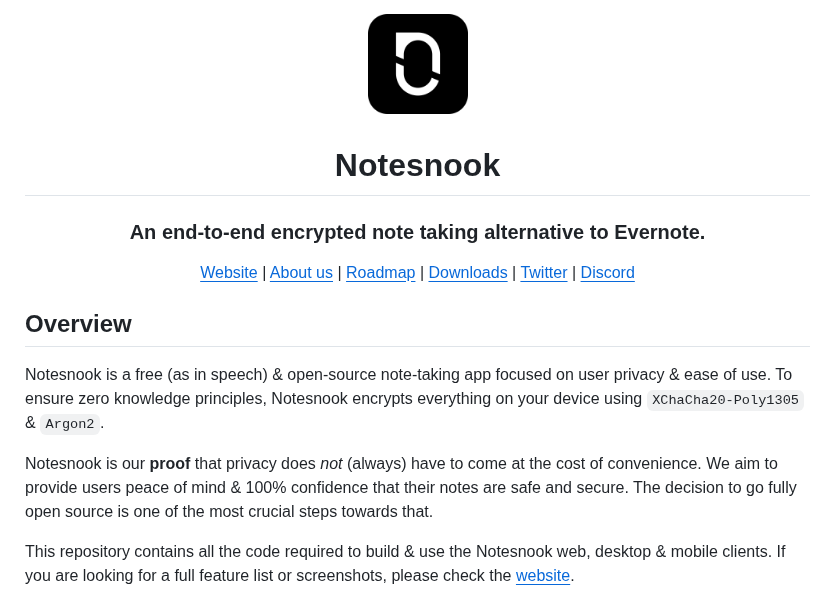 Notesnook
An end-to-end encrypted note taking alternative to Evernote.
Website | About us | Roadmap | Downloads | Twitter | Discord
Overview
Notesnook is a free (as in speech) & open-source note-taking app focused on user privacy & ease of use. To
ensure zero knowledge principles, Notesnook encrypts everything on your device using XChaCha20-Poly1305
& Argon2.
Notesnook is our proof that privacy does not (always) have to come at the cost of convenience. We aim to
provide users peace of mind & 100% confidence that their notes are safe and secure. The decision to go fully
open source is one of the most crucial steps towards that.
This repository contains all the code required to build & use the Notesnook web, desktop & mobile clients. If
you are looking for a full feature list or screenshots, please check the website.